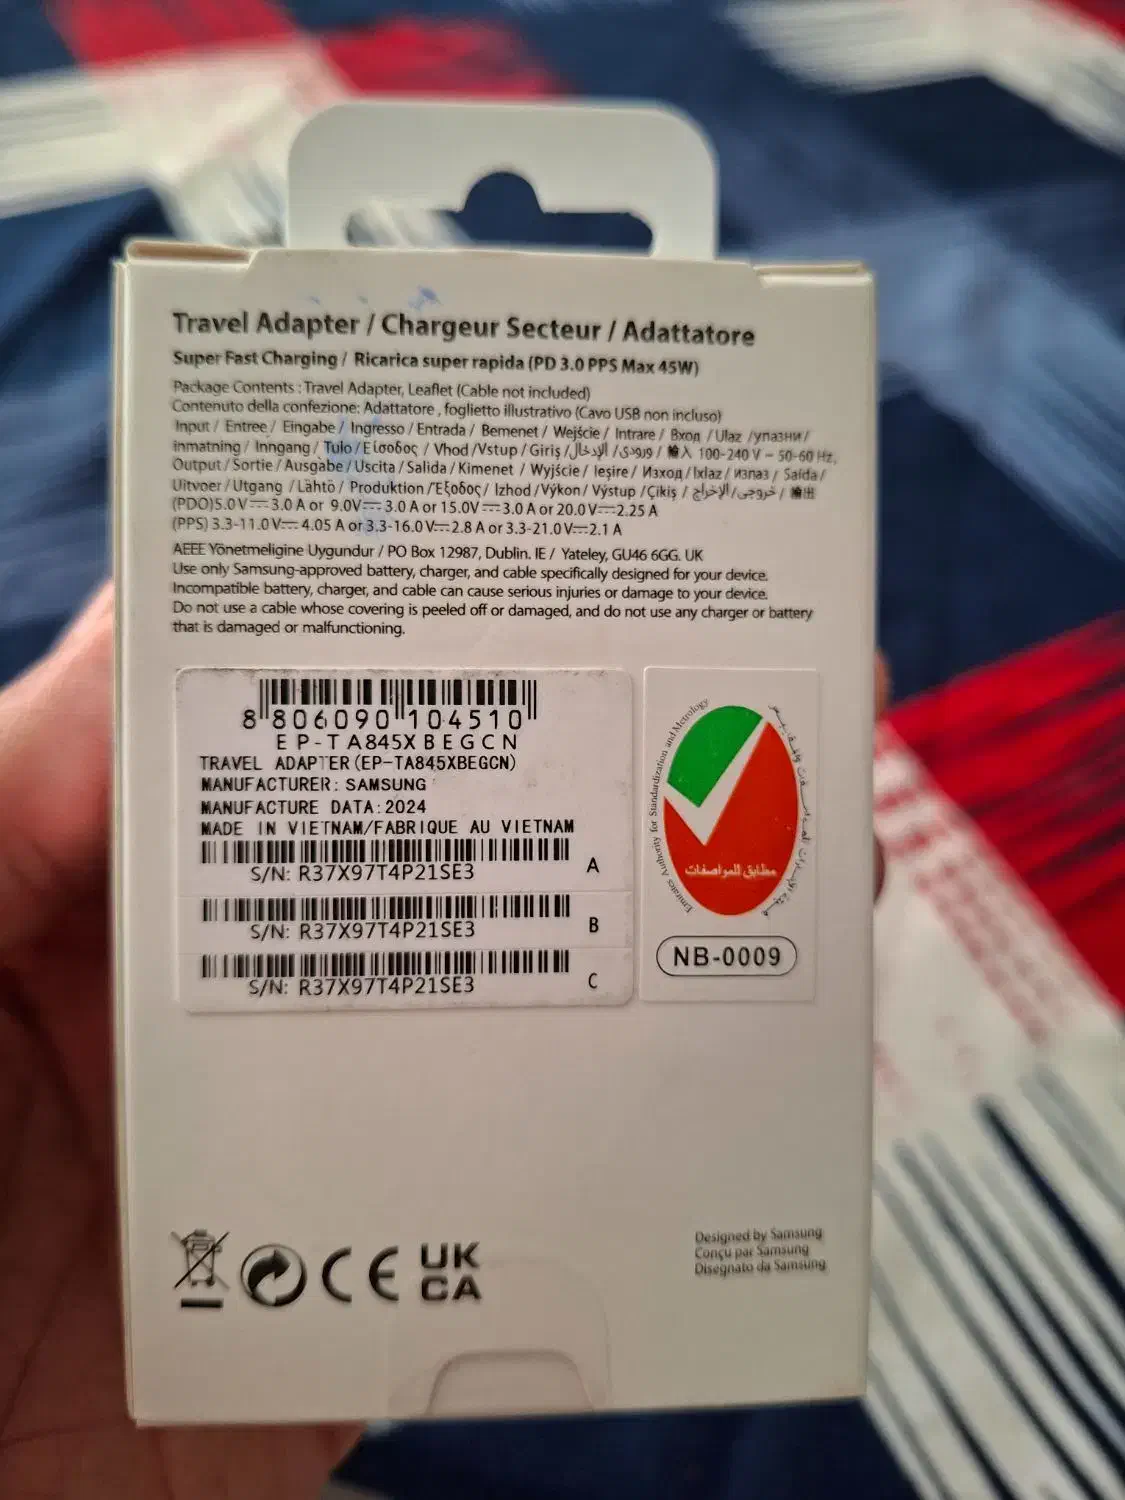 Travel Adapter / Chargeur Secteur / Adattatore
Super Fast Charging / Ricarica super rapida (PD 3.0 PPS Max 45W)
Package Contents : Travel Adapter, Leaflet (Cable not included)
Contenuto della confezione: Adattatore , foglietto illustrativo (Cavo USB non incluso)
Input / Entree / Eingabe / Ingresso / Entrada / Bemenet / Wejście / Intrare / Вход / Ulaz /улазни /
inmatning / Inngang / Tulo / Είσοδος / Vhod /Vstup / Giriş /الإدخال /ورودی / 輸入 100-240 V ~ 50-60 Hz,
Output / Sortie / Ausgabe / Uscita / Salida / Kimenet / Wyjście / Ieşire / Изход / Ixlaz / излаз / Saída /
Uitvoer / Utgang / Lähtö / Produktion /Έξοδος / Izhod /Výkon / Výstup /Çikiş / خروجی/الإخراج / 輸出
(PDO)5.0V⎓3.0 A or 9.0V⎓3.0 A or 15.0V⎓3.0 A or 20.0V⎓2.25 A
(PPS) 3.3-11.0V⎓4.05 A or 3.3-16.0V⎓2.8 A or 3.3-21.0V⎓2.1 A
AEEE Yönetmeligine Uygundur / PO Box 12987, Dublin. IE / Yateley, GU46 6GG. UK
Use only Samsung-approved battery, charger, and cable specifically designed for your device.
Incompatible battery, charger, and cable can cause serious injuries or damage to your device.
Do not use a cable whose covering is peeled off or damaged, and do not use any charger or battery
that is damaged or malfunctioning.
8 806090 104510
EP-TA845XBEGCN
TRAVEL ADAPTER(EP-TA845XBEGCN)
MANUFACTURER: SAMSUNG
MANUFACTURE DATA:2024
MADE IN VIETNAM/FABRIQUE AU VIETNAM
S/N: R37X97T4P21SE3 A
S/N: R37X97T4P21SE3 B
S/N: R37X97T4P21SE3 C
Emirates Authority for Standardization and Metrology
مطابق للمواصفات
NB-0009
CE
UK
CA
Designed by Samsung
Conçu par Samsung
Disegnato da Samsung